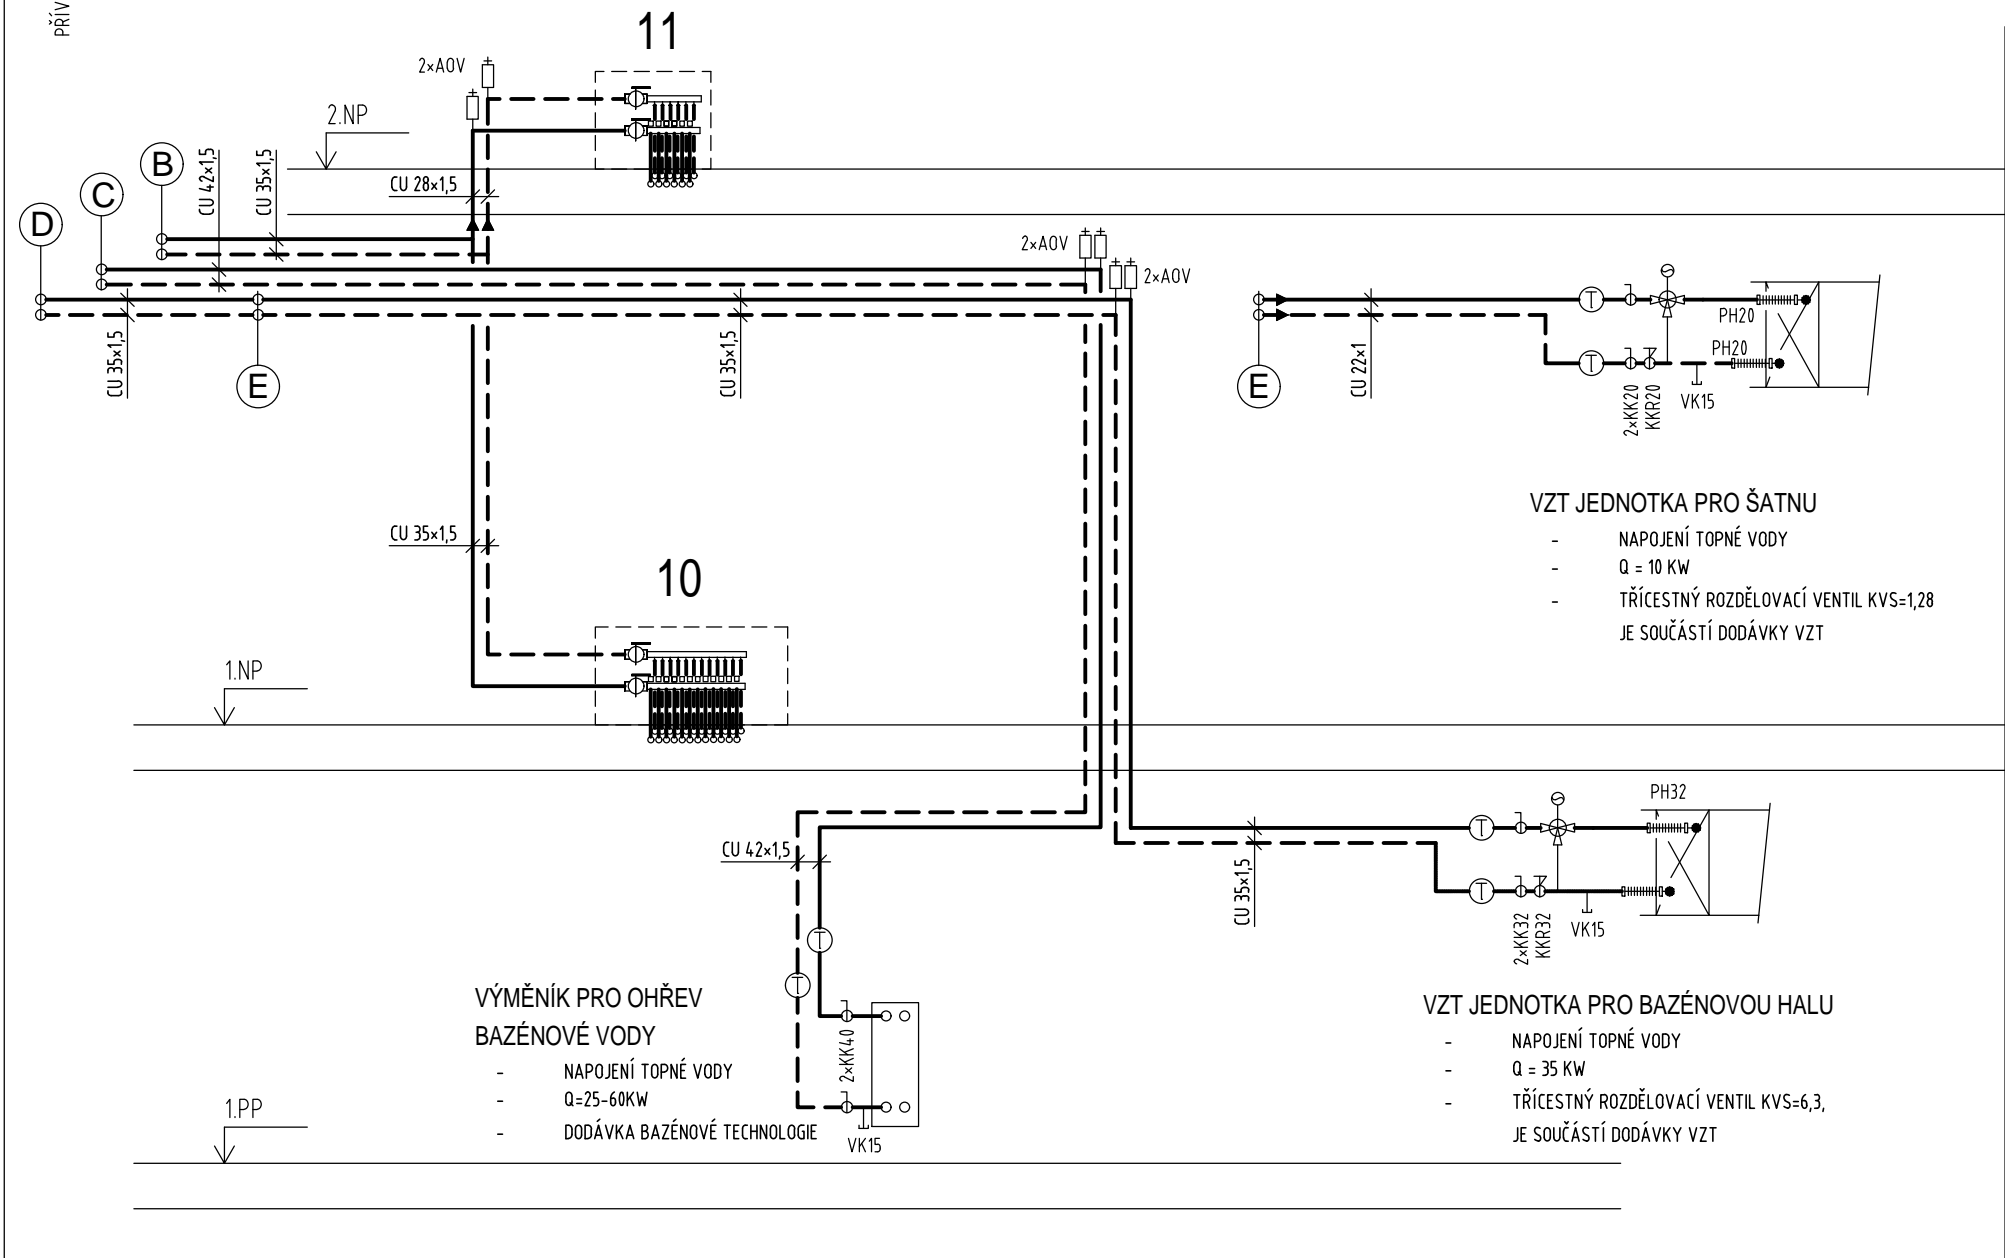 PŘÍV
11
2×AOV
2.NP
B
C
D
CU 42×1,5
CU 35×1,5
CU 28×1,5
2×AOV
2×AOV
CU 35×1,5
E
CU 35×1,5
E
CU 22×1
PH20
PH20
2×KK20
KKR20
VK15
VZT JEDNOTKA PRO ŠATNU
- NAPOJENÍ TOPNÉ VODY
- Q = 10 KW
- TŘÍCESTNÝ ROZDĚLOVACÍ VENTIL KVS=1,28
JE SOUČÁSTÍ DODÁVKY VZT
CU 35×1,5
10
1.NP
CU 42×1,5
CU 35×1,5
PH32
2×KK32
KKR32
VK15
VÝMĚNÍK PRO OHŘEV
BAZÉNOVÉ VODY
- NAPOJENÍ TOPNÉ VODY
- Q=25-60KW
- DODÁVKA BAZÉNOVÉ TECHNOLOGIE
2×KK40
VK15
VZT JEDNOTKA PRO BAZÉNOVOU HALU
- NAPOJENÍ TOPNÉ VODY
- Q = 35 KW
- TŘÍCESTNÝ ROZDĚLOVACÍ VENTIL KVS=6,3,
JE SOUČÁSTÍ DODÁVKY VZT
1.PP
T
T
T
T
T
T